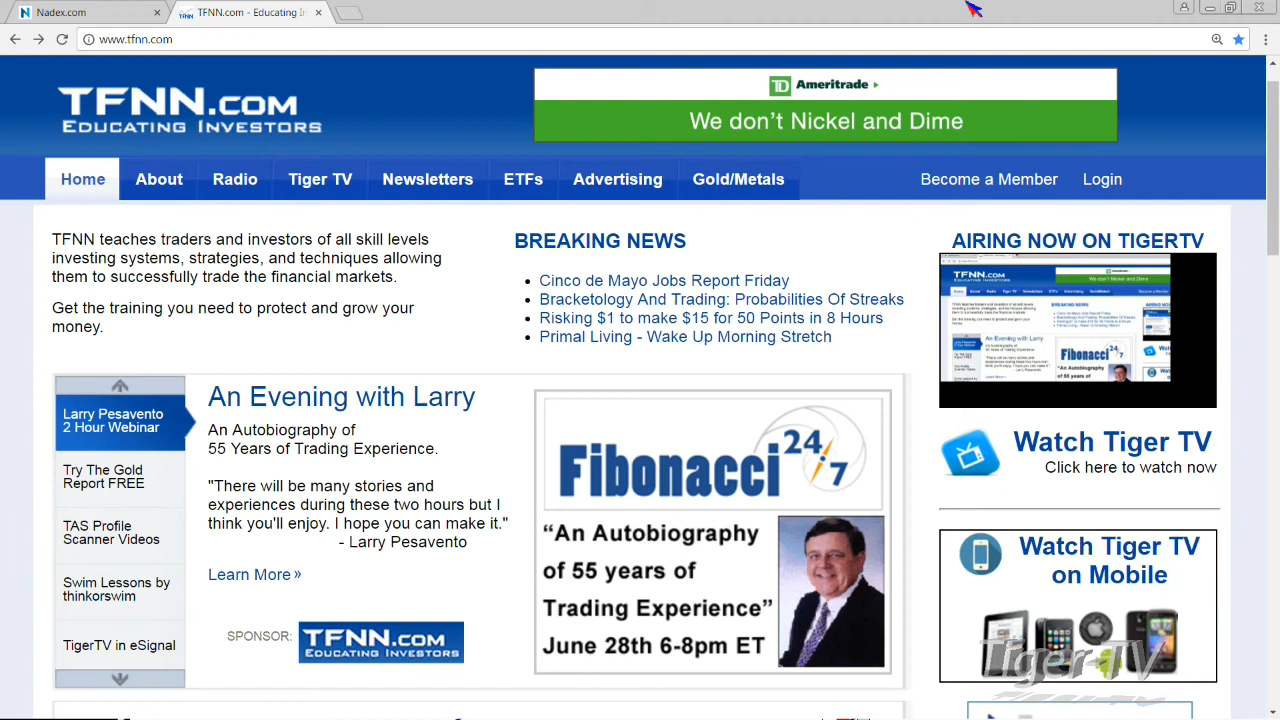 Nadex.com
TFNN.com - Educating In
www.tfnn.com
TFNN.com
Educating Investors
TD Ameritrade
We don't Nickel and Dime
Home About Radio Tiger TV Newsletters ETFs Advertising Gold/Metals Become a Member Login
TFNN teaches traders and investors of all skill levels
investing systems, strategies, and techniques allowing
them to successfully trade the financial markets.
Get the training you need to protect and grow your
money.
BREAKING NEWS
Cinco de Mayo Jobs Report Friday
Bracketology And Trading: Probabilities Of Streaks
Risking $1 to make $15 for 50 Points in 8 Hours
Primal Living - Wake Up Morning Stretch
AIRING NOW ON TIGERTV
Larry Pesavento
2 Hour Webinar
Try The Gold
Report FREE
TAS Profile
Scanner Videos
Swim Lessons by
thinkorswim
TigerTV in eSignal
An Evening with Larry
An Autobiography of
55 Years of Trading Experience.
"There will be many stories and
experiences during these two hours but I
think you'll enjoy. I hope you can make it."
- Larry Pesavento
Learn More »
SPONSOR:
TFNN.com
Educating Investors
Fibonacci 24/7
“An Autobiography
of 55 years of
Trading Experience”
June 28th 6-8pm ET
Watch Tiger TV
Click here to watch now
Watch Tiger TV
on Mobile
Tiger TV